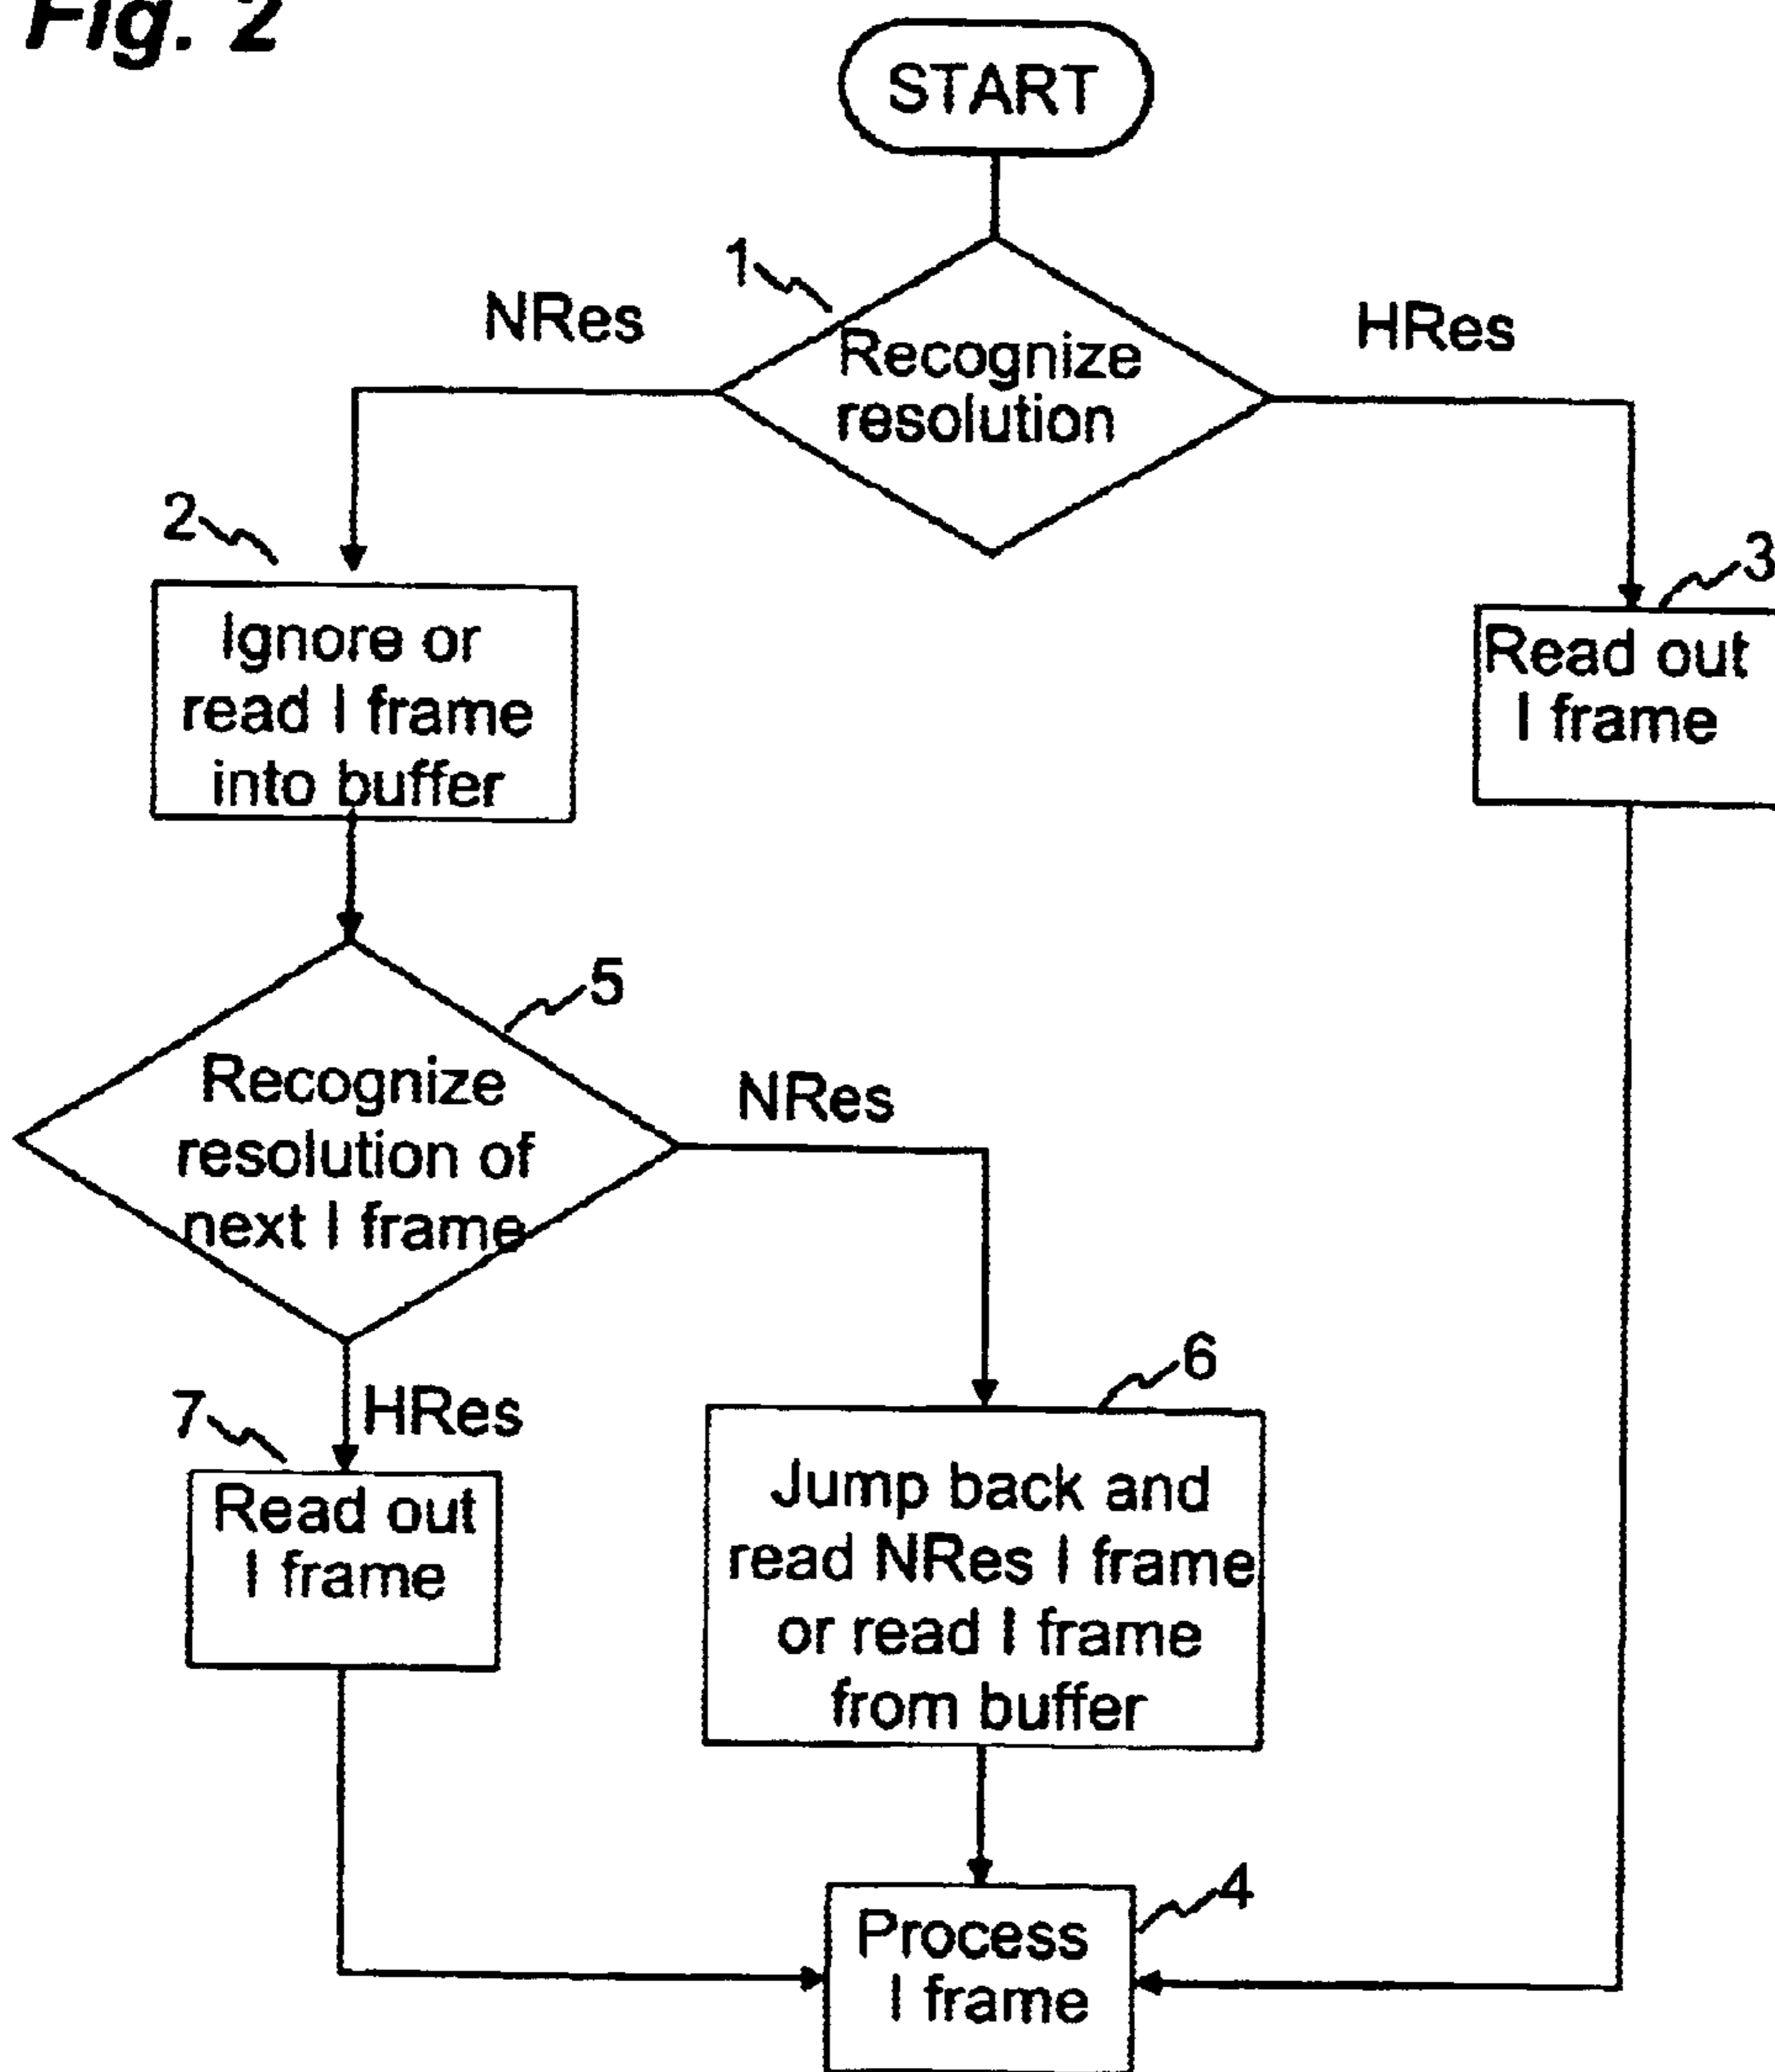 Fig. 2
START
1
NRes
HRes
Recognize
resolution
2
3
Ignore or
read I frame
into buffer
Read out
I frame
5
Recognize
resolution of
next I frame
NRes
6
7
HRes
Read out
I frame
Jump back and
read NRes I frame
or read I frame
from buffer
4
Process
I frame